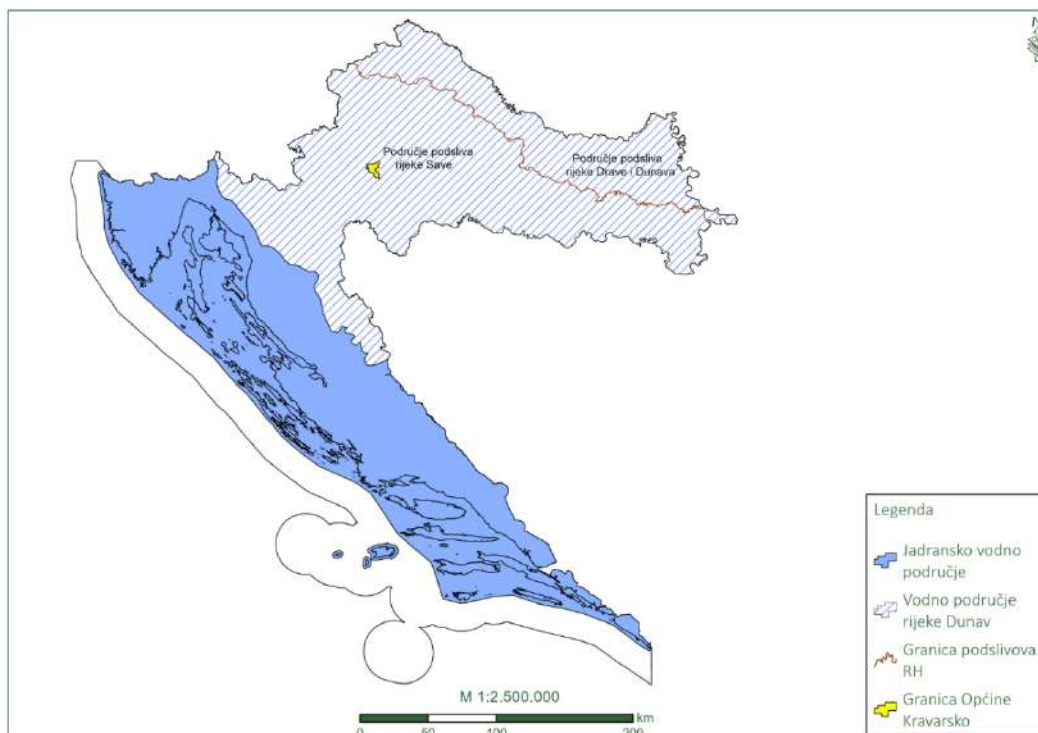 N
Područje podsliva
rijeke Save
Područje podsliva
rijeka Drave i Dunava
Legenda
Jadransko vodno
područje
Vodno područje
rijeke Dunav
Granica podslivova
RH
Granica Općine
Kravarsko
M 1:2.500.000
km
0 50 100 200